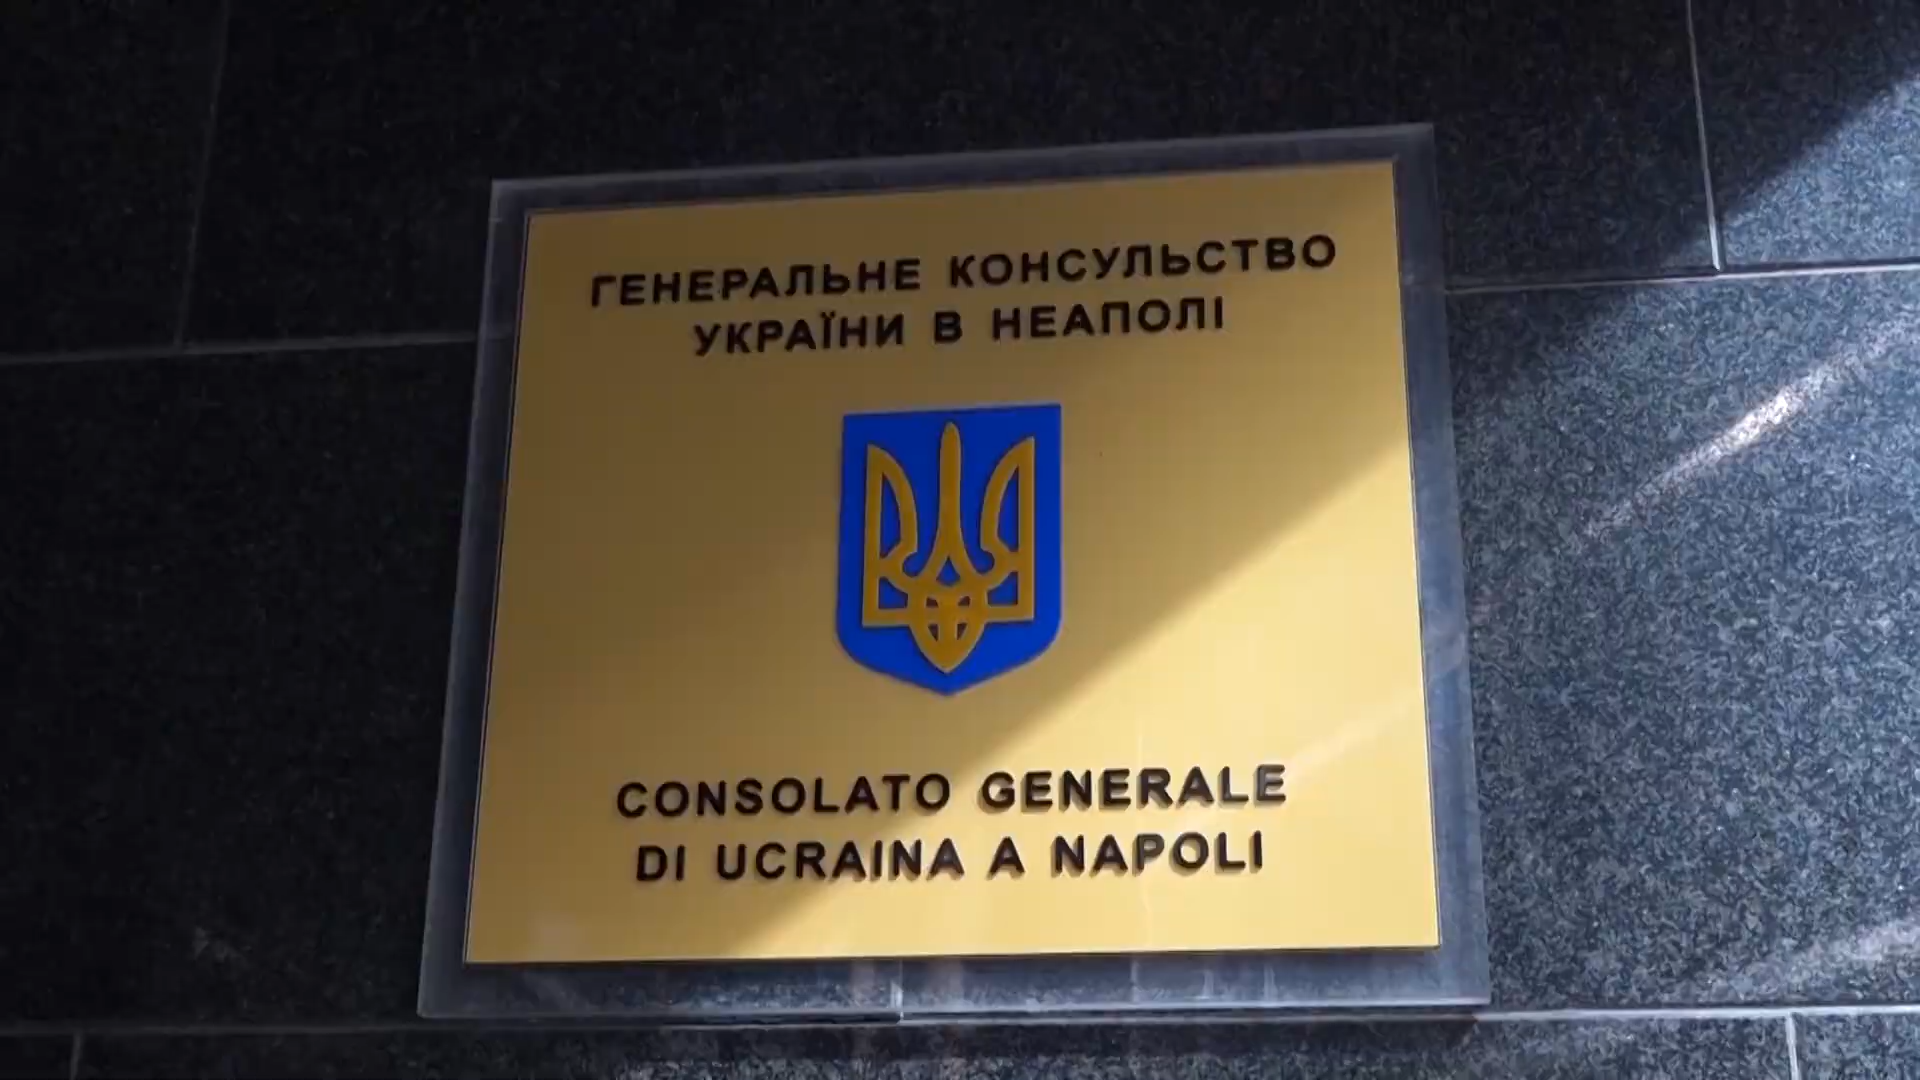 ГЕНЕРАЛЬНЕ КОНСУЛЬСТВО
УКРАЇНИ В НЕАПОЛІ
CONSOLATO GENERALE
DI UCRAINA A NAPOLI